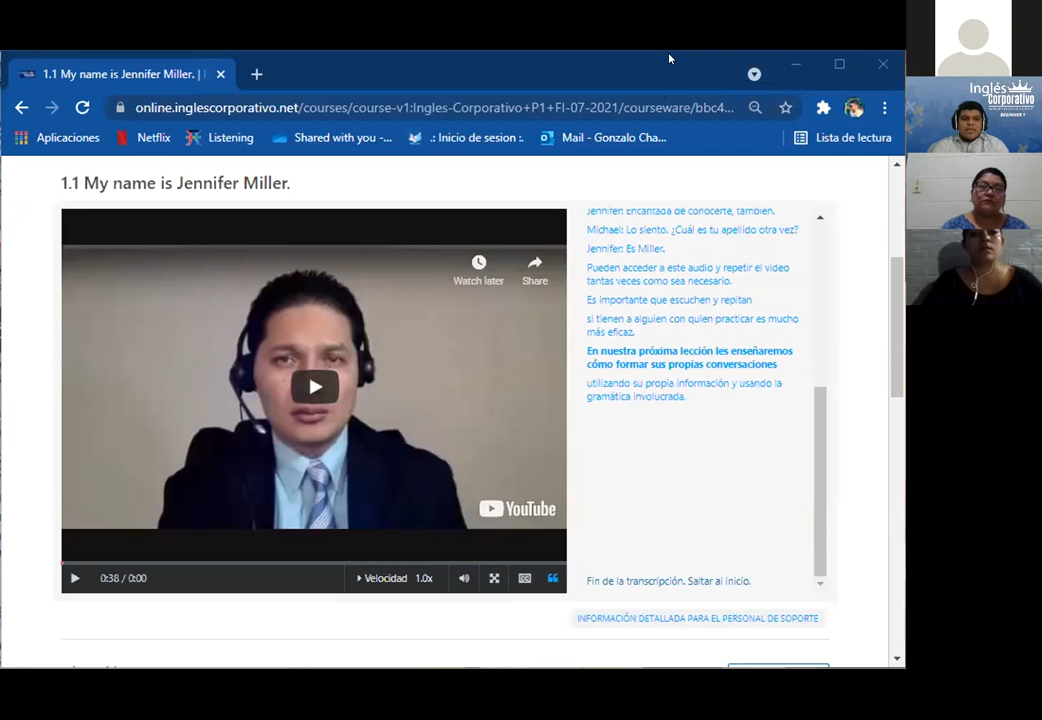 1.1 My name is Jennifer Miller. |
online.inglescorporativo.net/courses/course-v1:Ingles-Corporativo+P1+FI-07-2021/courseware/bbc4...
Aplicaciones Netflix Listening Shared with you -... .: Inicio de sesion :. Mail - Gonzalo Cha... Lista de lectura
1.1 My name is Jennifer Miller.
Watch later Share
YouTube
0:38 / 0:00 Velocidad 1.0x
Jennifer: Encantada de conocerte, también.
Michael: Lo siento. ¿Cuál es tu apellido otra vez?
Jennifer: Es Miller.
Pueden acceder a este audio y repetir el video
tantas veces como sea necesario.
Es importante que escuchen y repitan
si tienen a alguien con quien practicar es mucho
más eficaz.
En nuestra próxima lección les enseñaremos
cómo formar sus propias conversaciones
utilizando su propia información y usando la
gramática involucrada.
Fin de la transcripción. Saltar al inicio.
INFORMACIÓN DETALLADA PARA EL PERSONAL DE SOPORTE
Inglés
Corporativo
BEGINNER 1